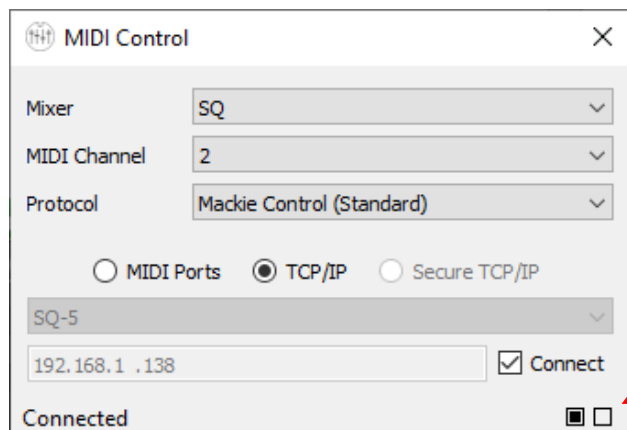 MIDI Control
Mixer SQ
MIDI Channel 2
Protocol Mackie Control (Standard)
MIDI Ports TCP/IP Secure TCP/IP
SQ-5
192.168.1 .138 Connect
Connected